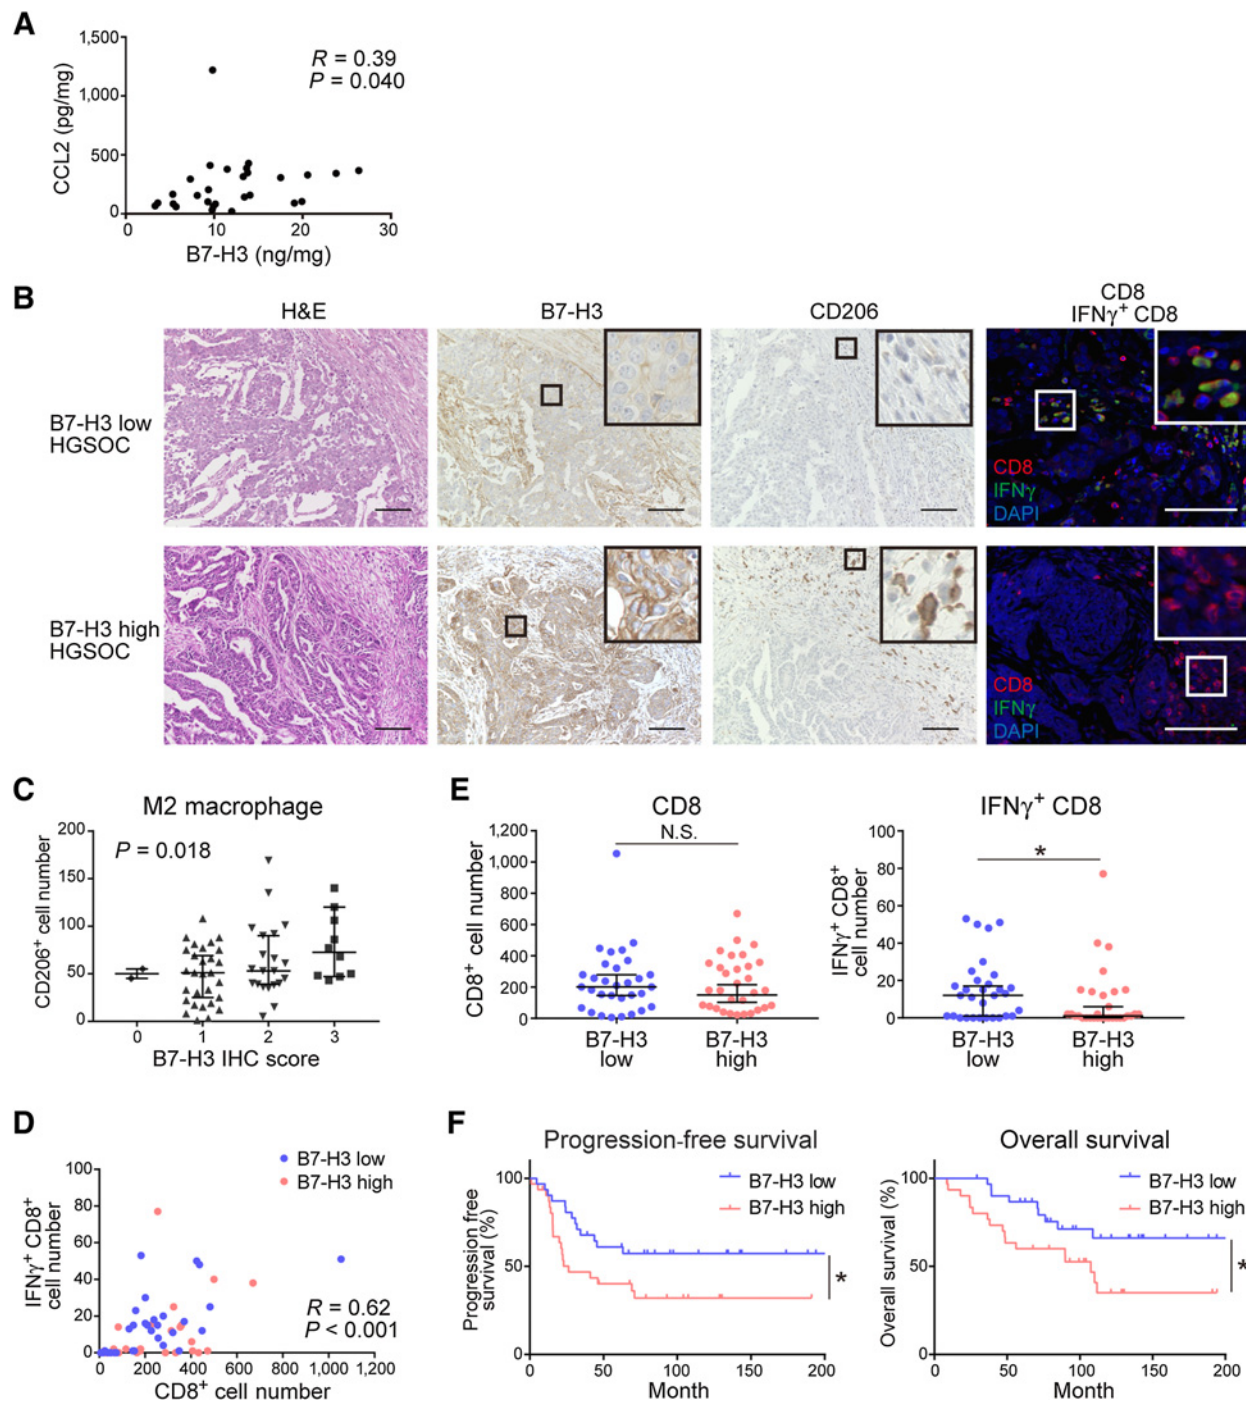 A
1,500
1,000
500
0
CCL2 (pg/mg)
R = 0.39
P = 0.040
0 10 20 30
B7-H3 (ng/mg)
B
H&E
B7-H3
CD206
CD8
IFNγ+ CD8
B7-H3 low
HGSOC
CD8
IFNγ
DAPI
B7-H3 high
HGSOC
CD8
IFNγ
DAPI
C
M2 macrophage
200
150
100
50
0
CD206+ cell number
P = 0.018
0 1 2 3
B7-H3 IHC score
E
CD8
N.S.
1,200
1,000
800
600
400
200
0
CD8+ cell number
B7-H3
low
B7-H3
high
IFNγ+ CD8
*
100
80
60
40
20
0
IFNγ+ CD8+
cell number
B7-H3
low
B7-H3
high
D
B7-H3 low
B7-H3 high
100
80
60
40
20
0
IFNγ+ CD8+
cell number
R = 0.62
P < 0.001
0 200 400 600 800 1,000 1,200
CD8+ cell number
F
Progression-free survival
100
50
0
Progression free
survival (%)
B7-H3 low
B7-H3 high
*
0 50 100 150 200
Month
Overall survival
100
50
0
Overall survival (%)
B7-H3 low
B7-H3 high
*
0 50 100 150 200
Month